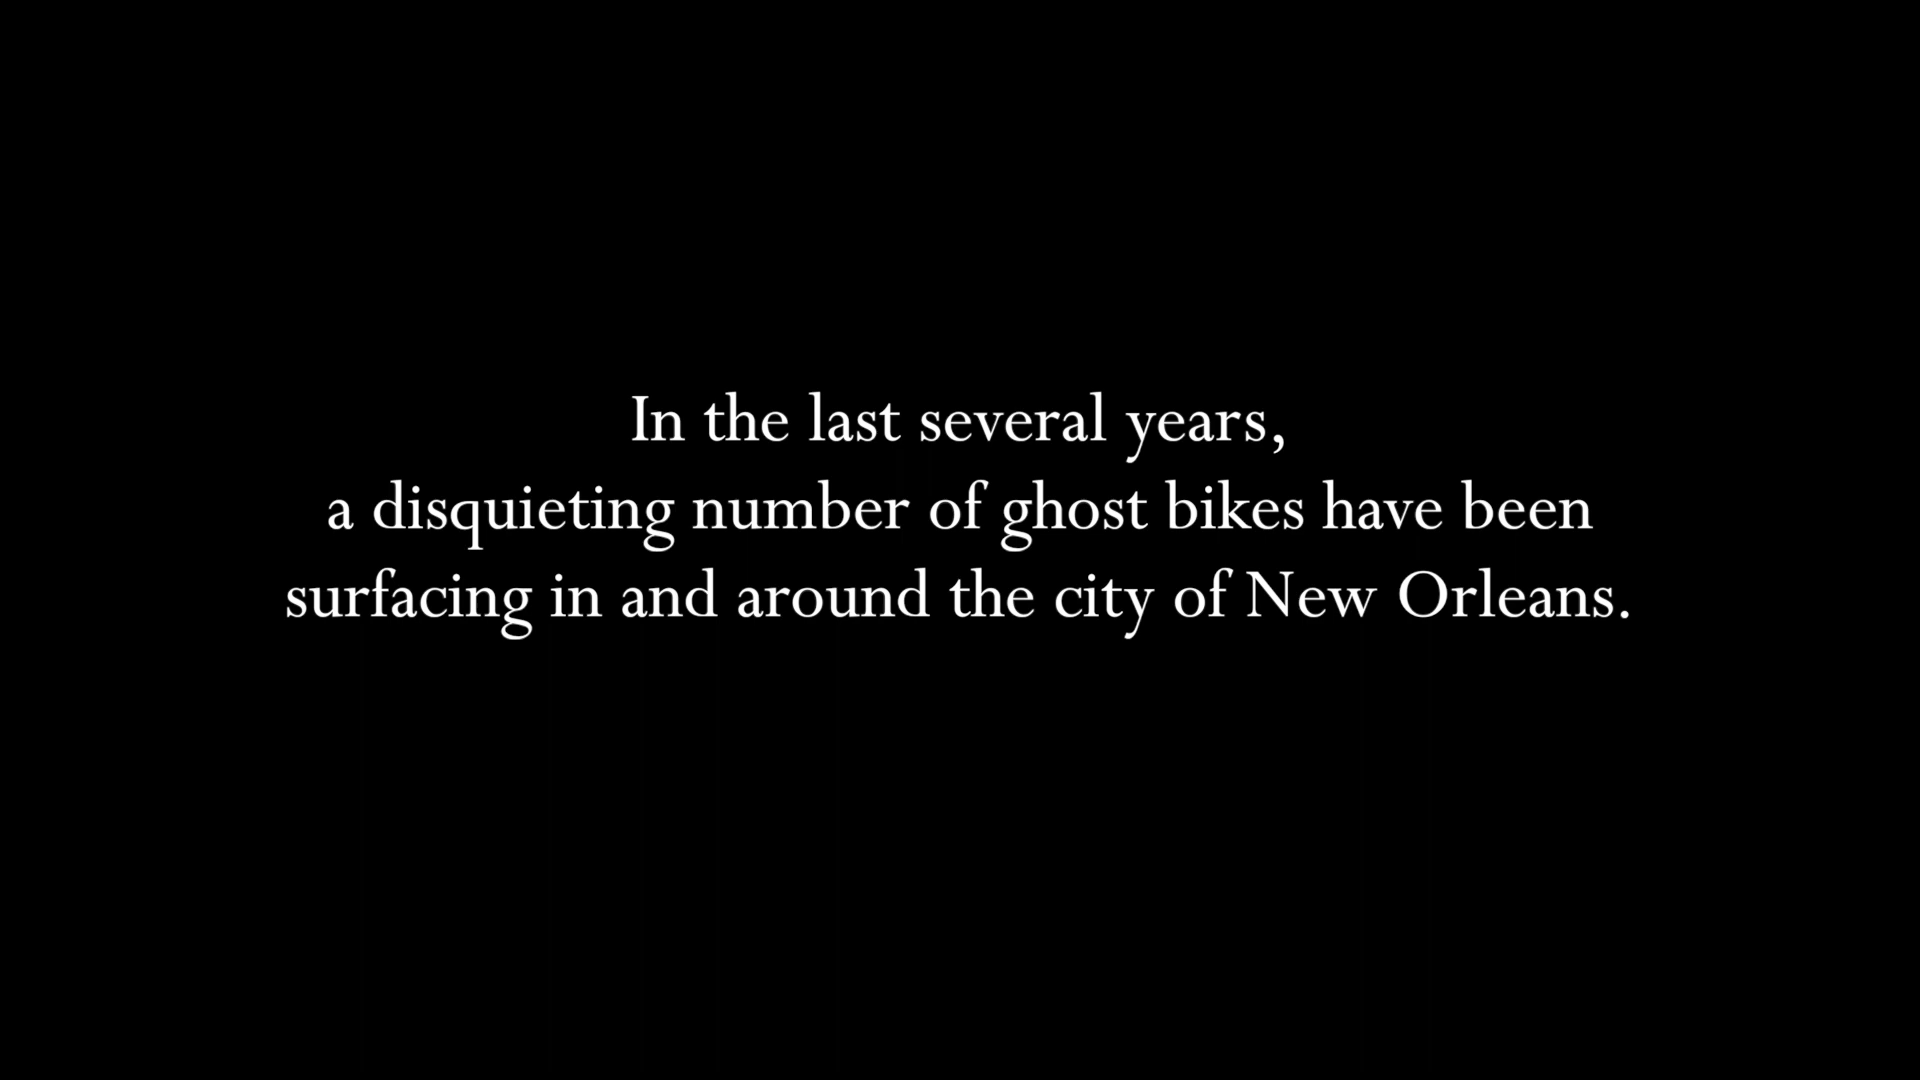 In the last several years,
a disquieting number of ghost bikes have been
surfacing in and around the city of New Orleans.